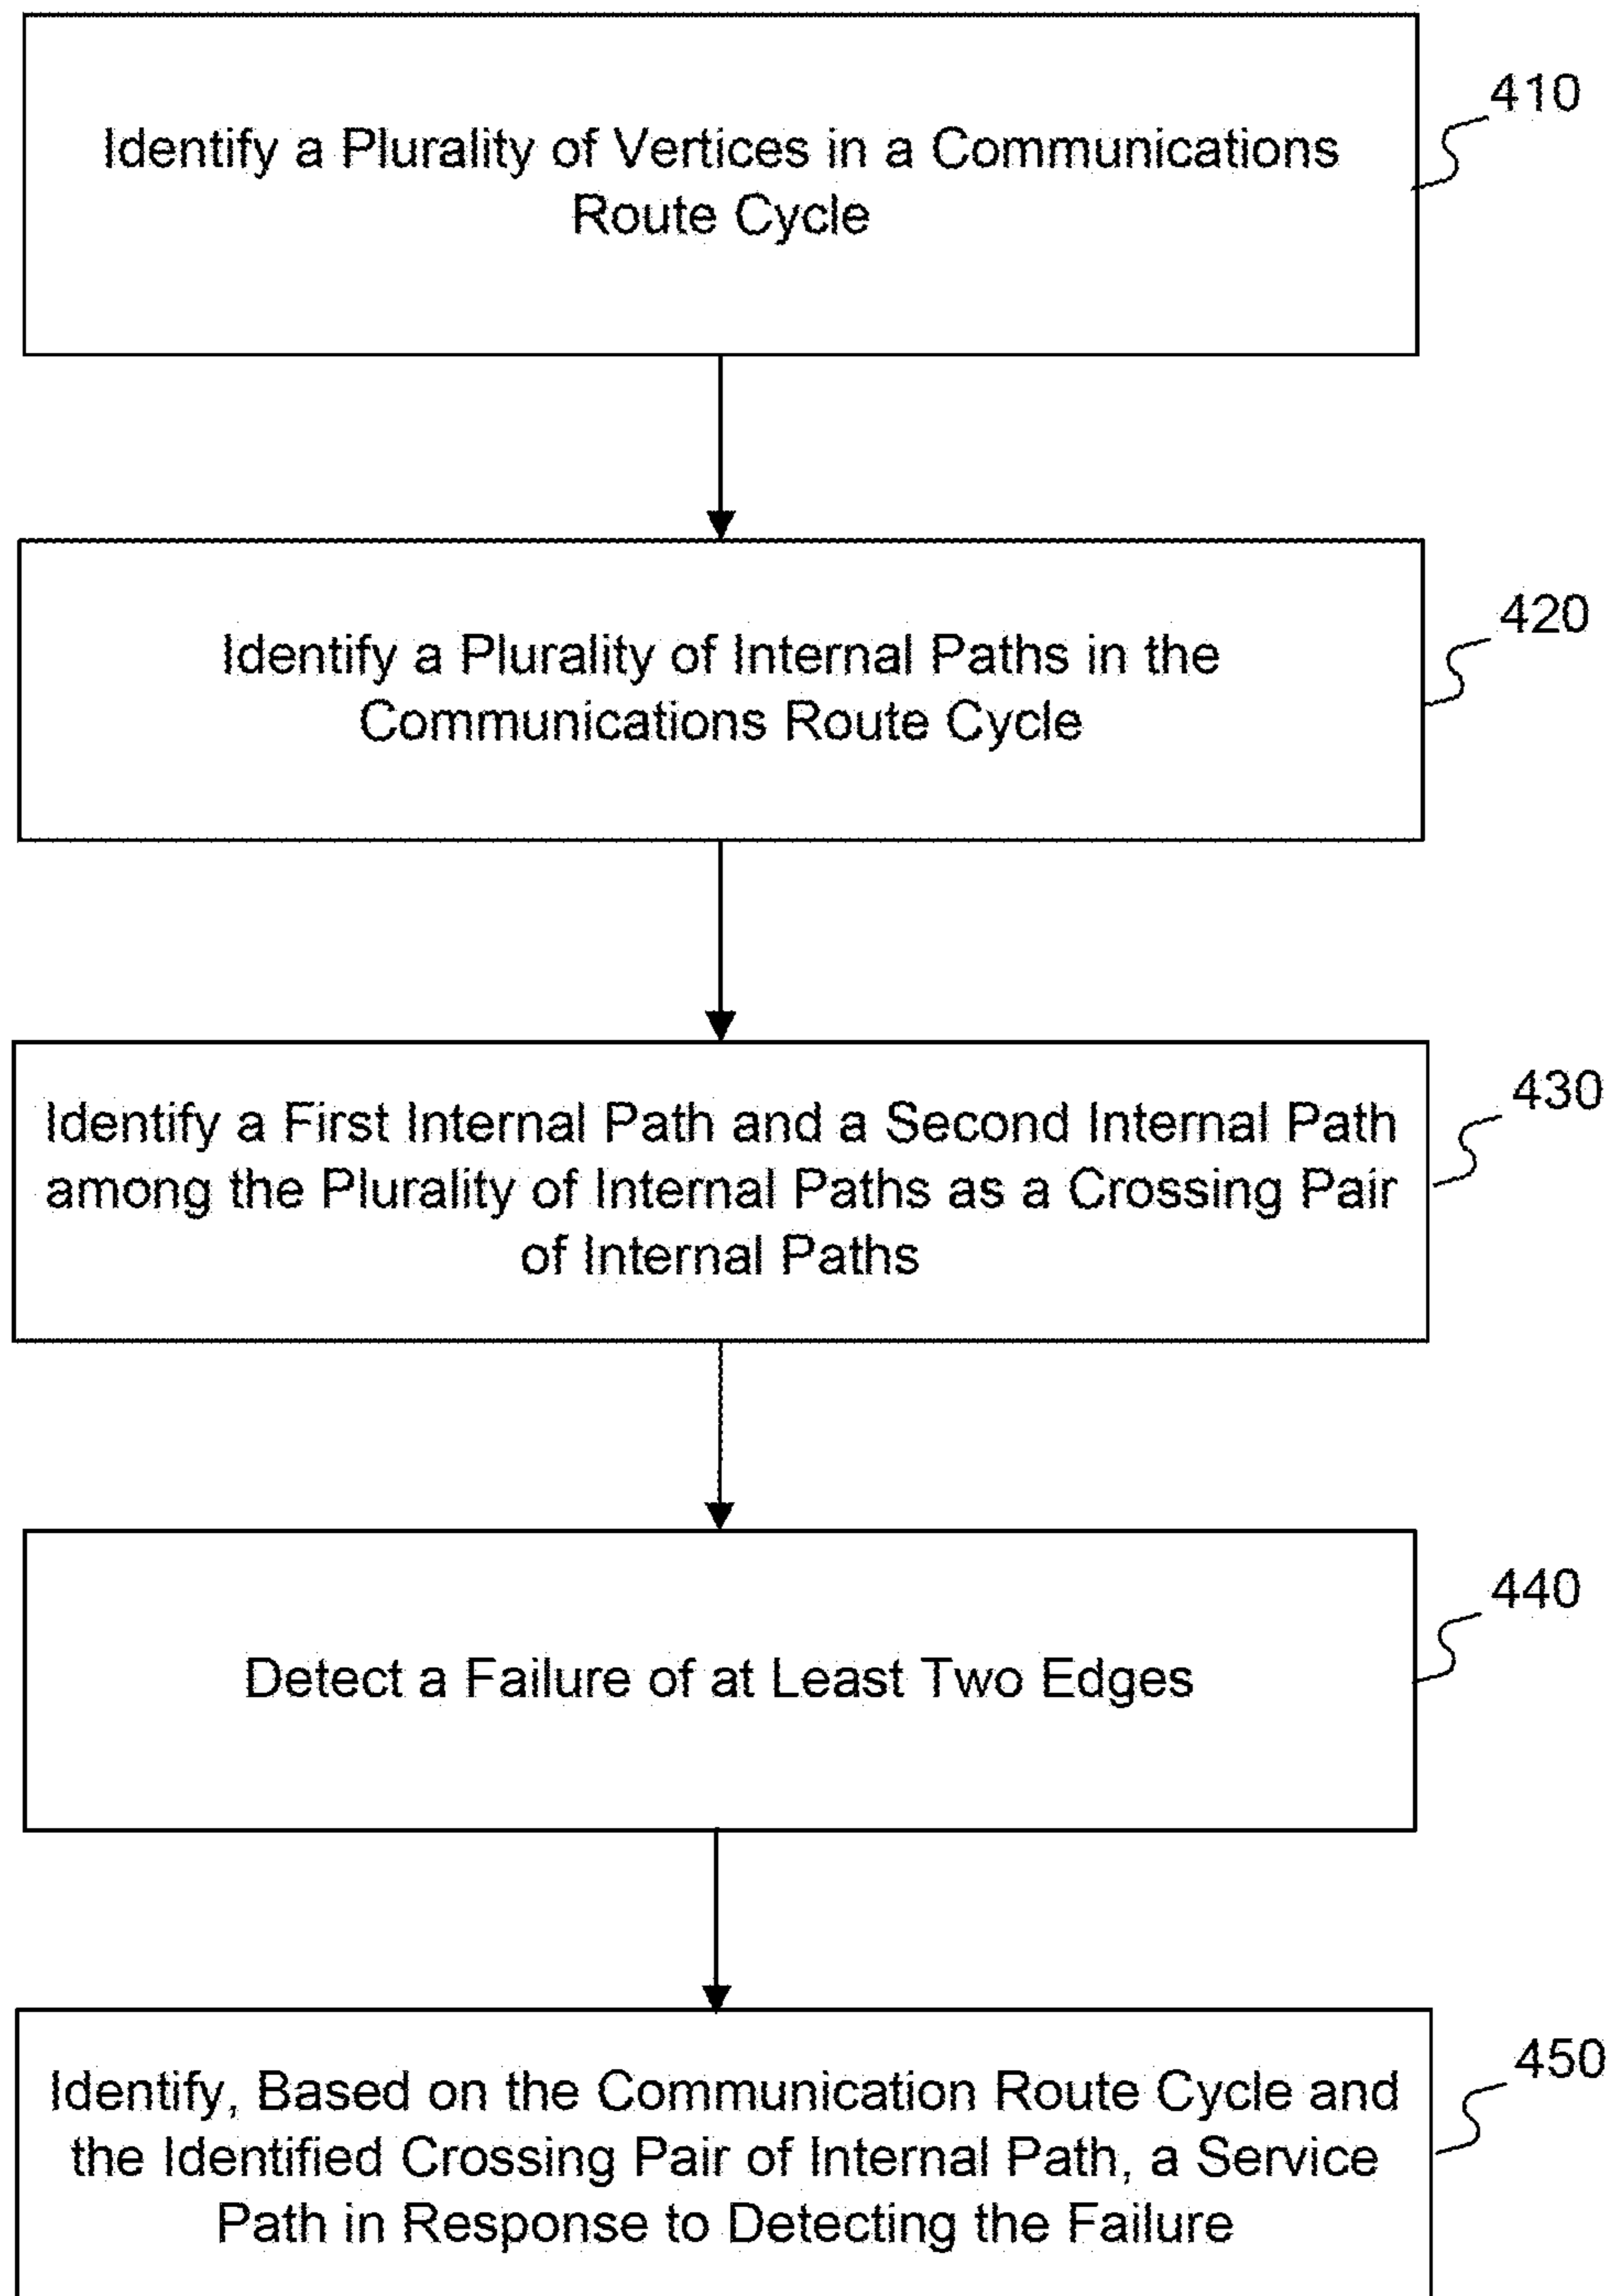 410
Identify a Plurality of Vertices in a Communications
Route Cycle
420
Identify a Plurality of Internal Paths in the
Communications Route Cycle
430
Identify a First Internal Path and a Second Internal Path
among the Plurality of Internal Paths as a Crossing Pair
of Internal Paths
440
Detect a Failure of at Least Two Edges
450
Identify, Based on the Communication Route Cycle and
the Identified Crossing Pair of Internal Path, a Service
Path in Response to Detecting the Failure